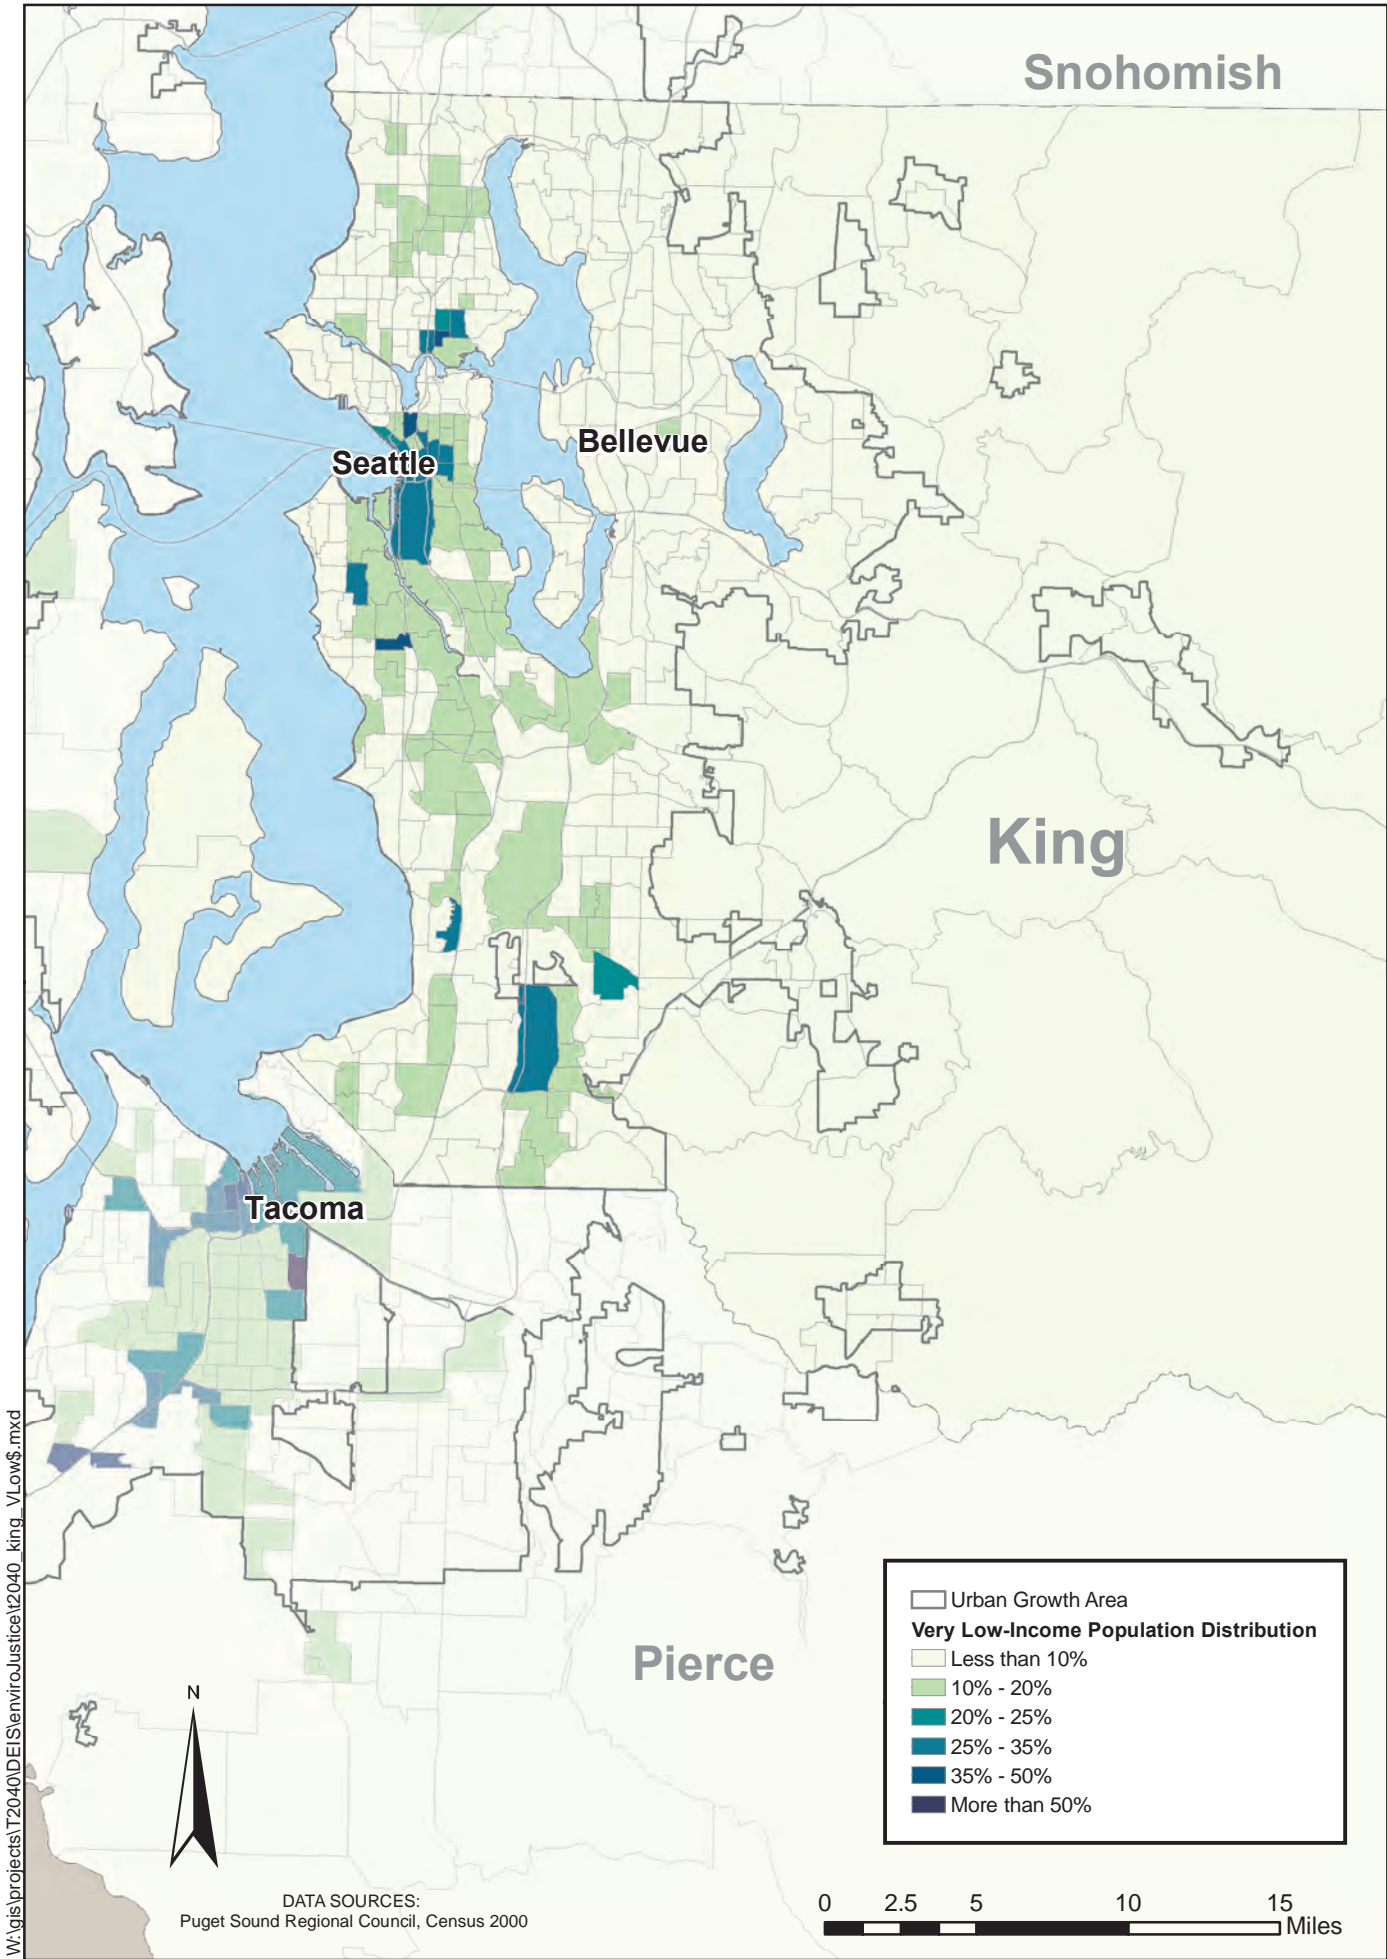 Snohomish
Bellevue
Seattle
King
Tacoma
Urban Growth Area
Very Low-Income Population Distribution
Less than 10%
10% - 20%
20% - 25%
25% - 35%
35% - 50%
More than 50%
Pierce
N
DATA SOURCES:
Puget Sound Regional Council, Census 2000
0 2.5 5 10 15
Miles
W:\gis\projects\T2040\DEIS\enviroJustice\t2040_king_VLow$.mxd